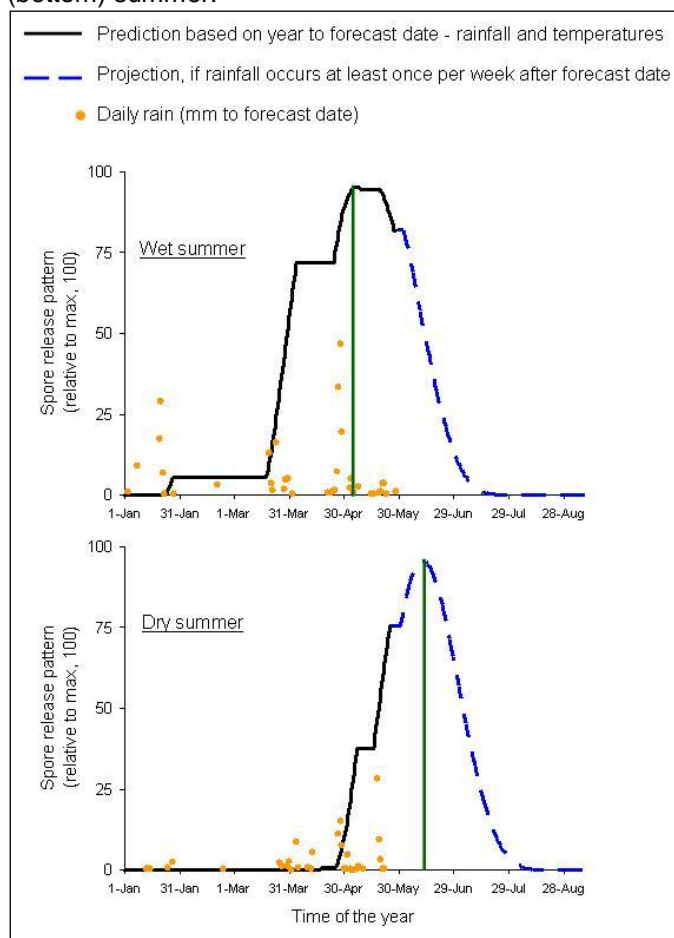 (bottom) summer.
Prediction based on year to forecast date - rainfall and temperatures
Projection, if rainfall occurs at least once per week after forecast date
Daily rain (mm to forecast date)
100
75
50
25
0
Spore release pattern
(relative to max, 100)
Wet summer
1-Jan 31-Jan 1-Mar 31-Mar 30-Apr 30-May 29-Jun 29-Jul 28-Aug
100
75
50
25
0
Spore release pattern
(relative to max, 100)
Dry summer
1-Jan 31-Jan 1-Mar 31-Mar 30-Apr 30-May 29-Jun 29-Jul 28-Aug
Time of the year